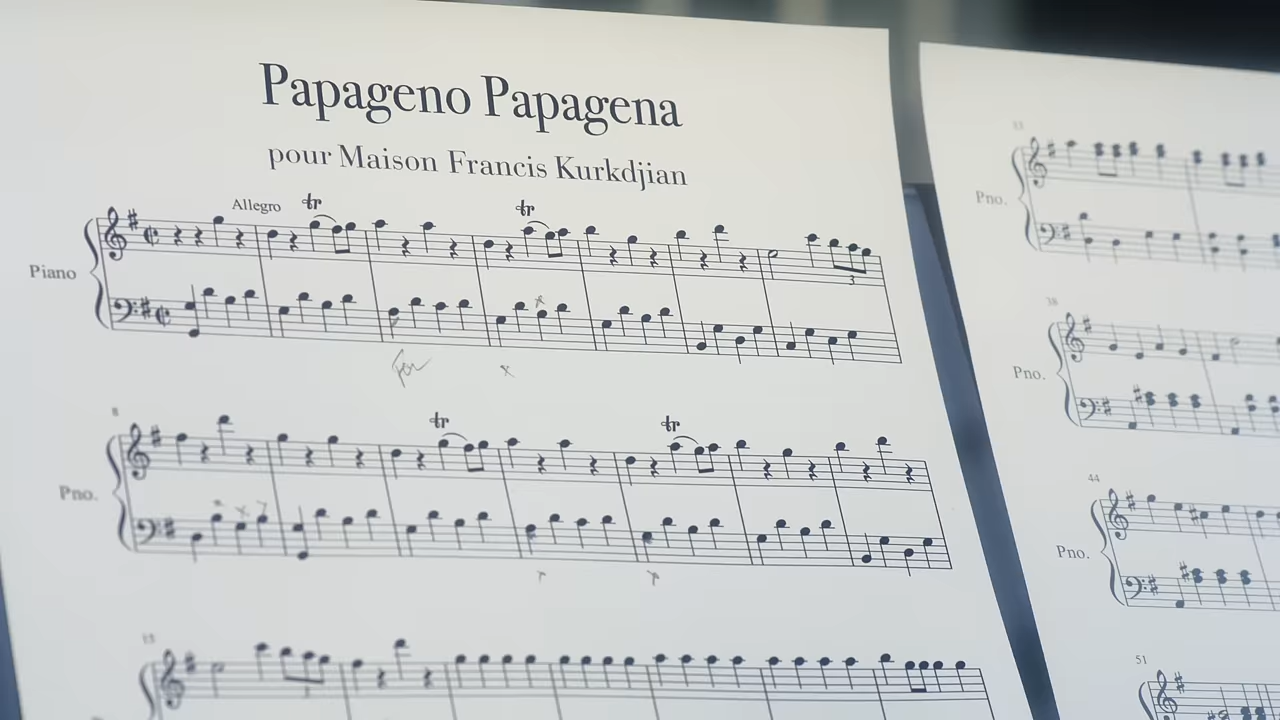 Papageno Papagena
pour Maison Francis Kurkdjian
Allegro
tr
tr
Piano
3
8
tr
tr
Pno.
15
Pno.
38
Pno.
44
Pno.
51